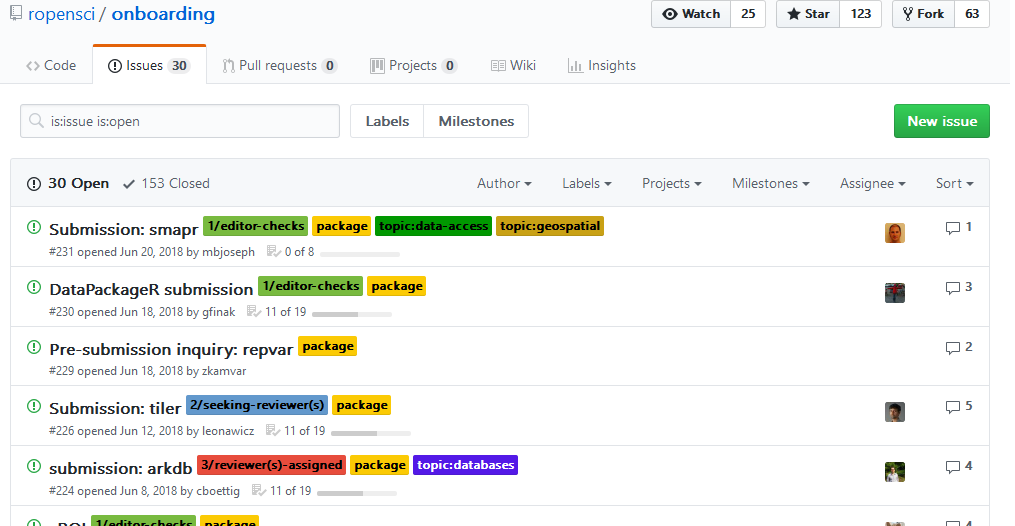 ropensci / onboarding
Watch 25 Star 123 Fork 63
Code Issues 30 Pull requests 0 Projects 0 Wiki Insights
is:issue is:open Labels Milestones New issue
30 Open 153 Closed Author Labels Projects Milestones Assignee Sort
Submission: smapr 1/editor-checks package topic:data-access topic:geospatial 1
#231 opened Jun 20, 2018 by mbjoseph 0 of 8
DataPackageR submission 1/editor-checks package 3
#230 opened Jun 18, 2018 by gfinak 11 of 19
Pre-submission inquiry: repvar package 2
#229 opened Jun 18, 2018 by zkamvar
Submission: tiler 2/seeking-reviewer(s) package 5
#226 opened Jun 12, 2018 by leonawicz 11 of 19
submission: arkdb 3/reviewer(s)-assigned package topic:databases 4
#224 opened Jun 8, 2018 by cboettig 11 of 19
1/editor-checks package 4